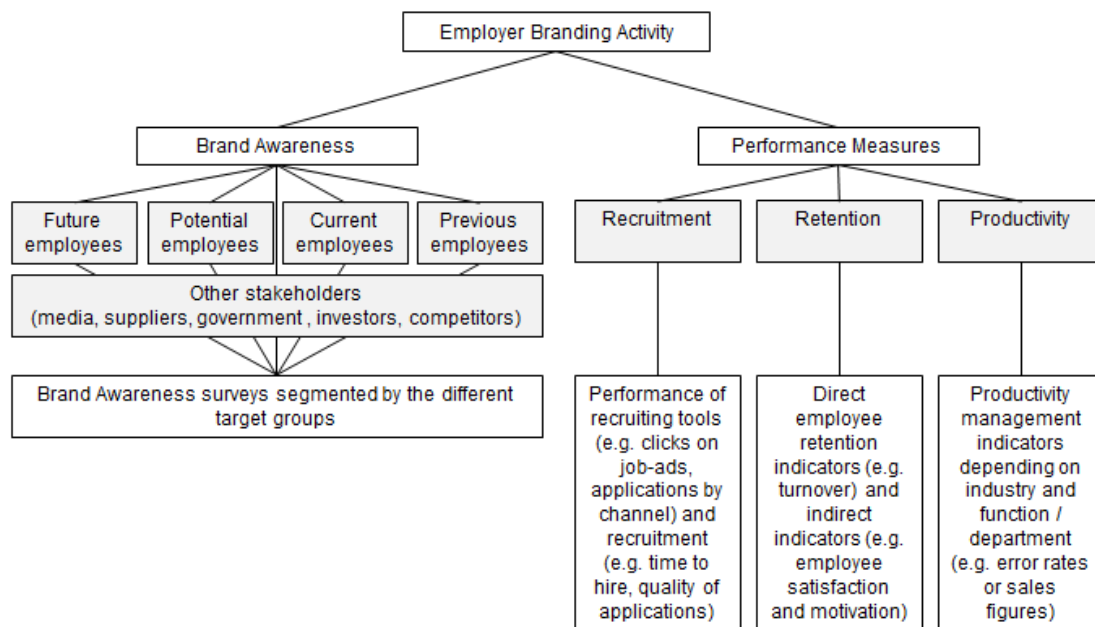 Employer Branding Activity
Brand Awareness
Performance Measures
Future
employees
Potential
employees
Current
employees
Previous
employees
Recruitment
Retention
Productivity
Other stakeholders
(media, suppliers, government , investors, competitors)
Brand Awareness surveys segmented by the different
target groups
Performance of
recruiting tools
(e.g. clicks on
job-ads,
applications by
channel) and
recruitment
(e.g. time to
hire, quality of
applications)
Direct
employee
retention
indicators (e.g.
turnover) and
indirect
indicators (e.g.
employee
satisfaction
and motivation)
Productivity
management
indicators
depending on
industry and
function /
department
(e.g. error rates
or sales
figures)